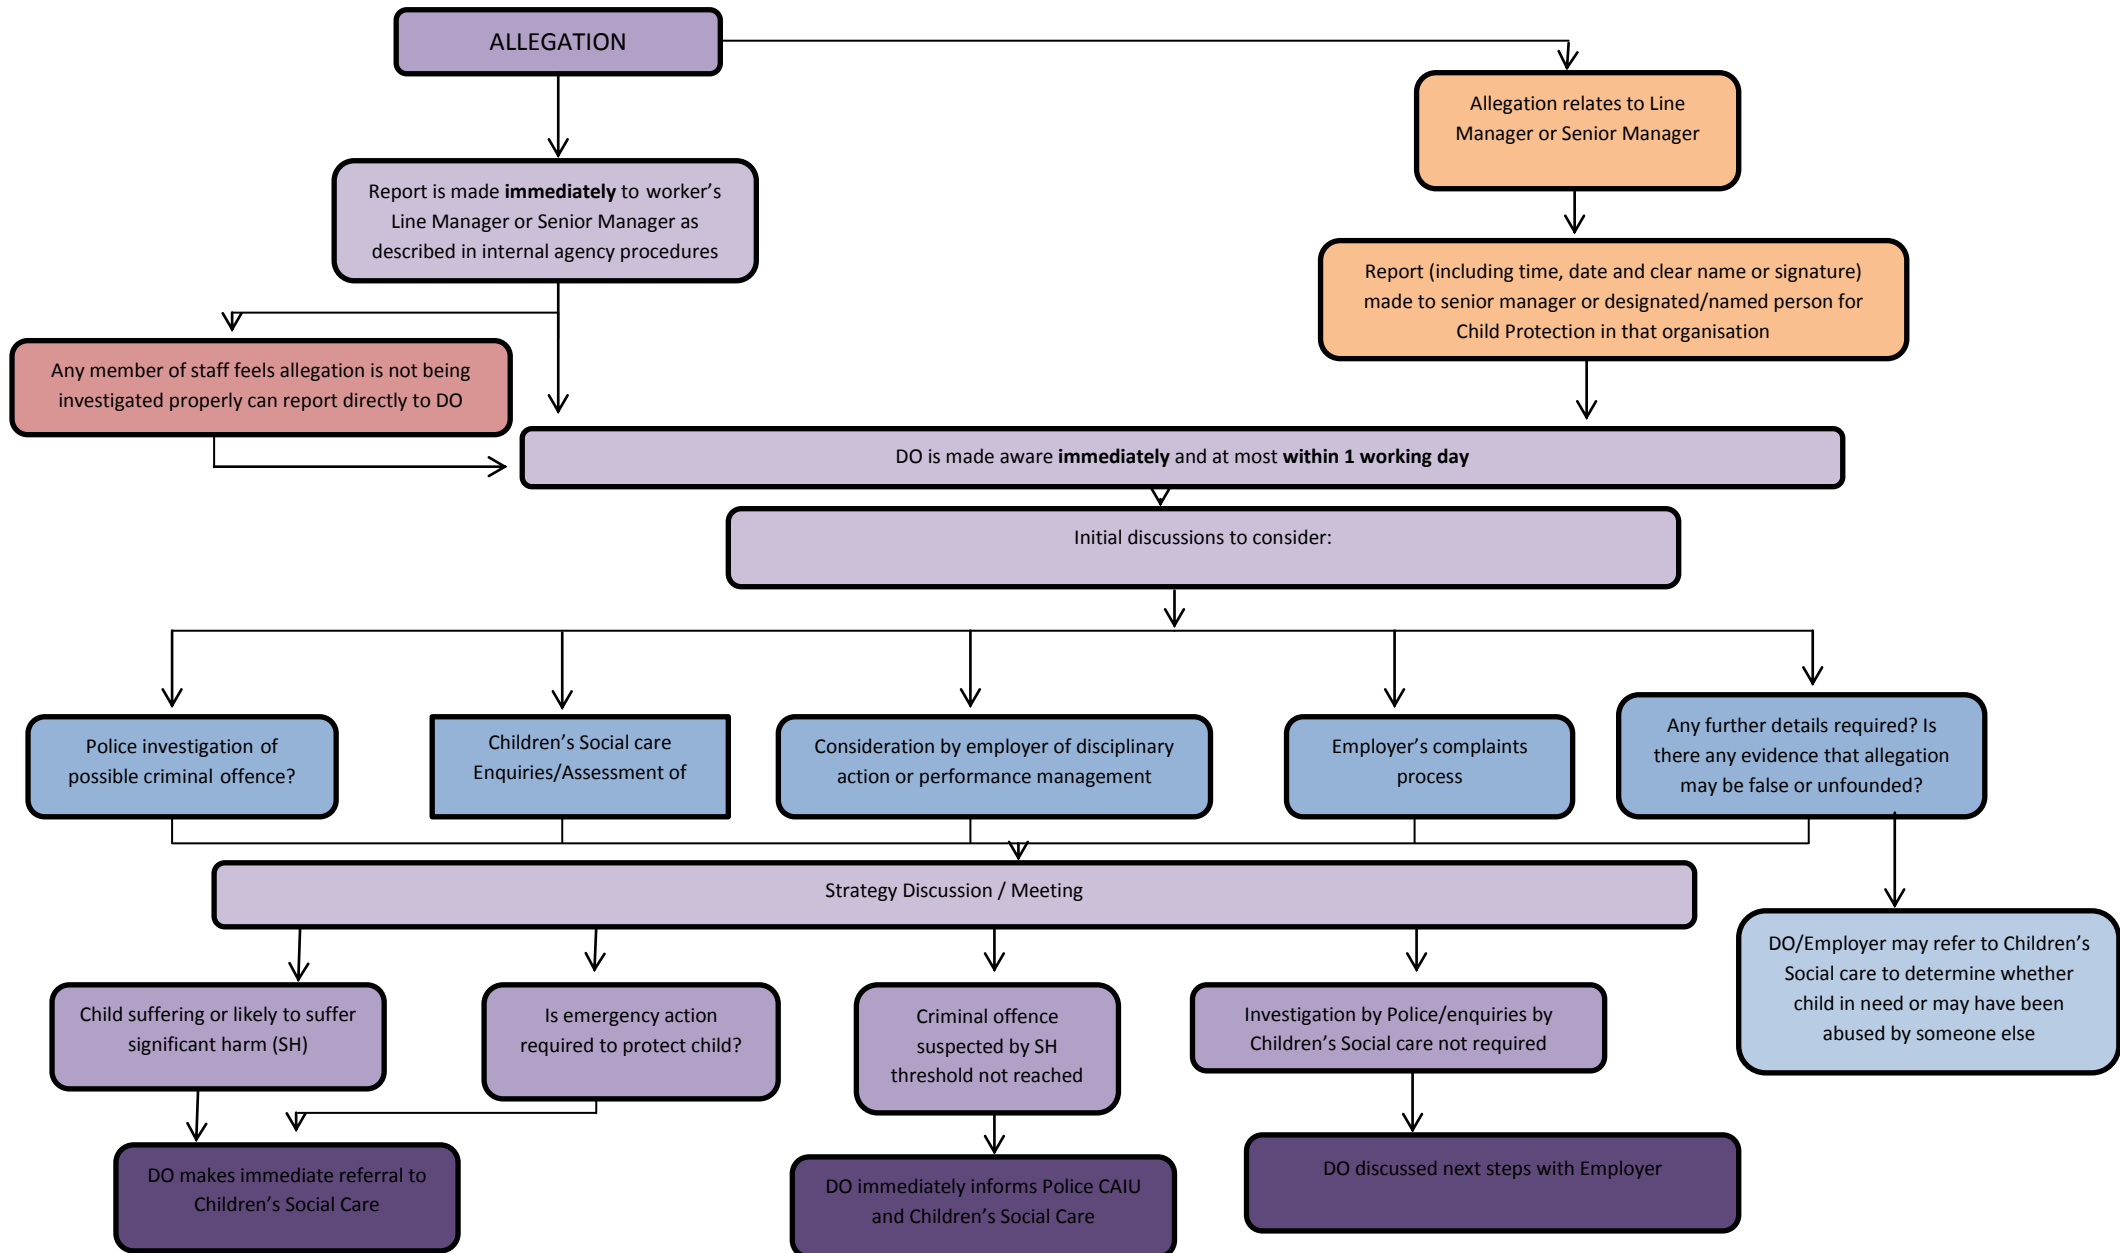 ALLEGATION
Allegation relates to Line
Manager or Senior Manager
Report is made immediately to worker's
Line Manager or Senior Manager as
described in internal agency procedures
Report (including time, date and clear name or signature)
made to senior manager or designated/named person for
Child Protection in that organisation
Any member of staff feels allegation is not being
investigated properly can report directly to DO
DO is made aware immediately and at most within 1 working day
Initial discussions to consider:
Police investigation of
possible criminal offence?
Children's Social care
Enquiries/Assessment of
Consideration by employer of disciplinary
action or performance management
Employer's complaints
process
Any further details required? Is
there any evidence that allegation
may be false or unfounded?
Strategy Discussion / Meeting
DO/Employer may refer to Children's
Social care to determine whether
child in need or may have been
abused by someone else
Child suffering or likely to suffer
significant harm (SH)
Is emergency action
required to protect child?
Criminal offence
suspected by SH
threshold not reached
Investigation by Police/enquiries by
Children's Social care not required
DO makes immediate referral to
Children's Social Care
DO immediately informs Police CAIU
and Children's Social Care
DO discussed next steps with Employer